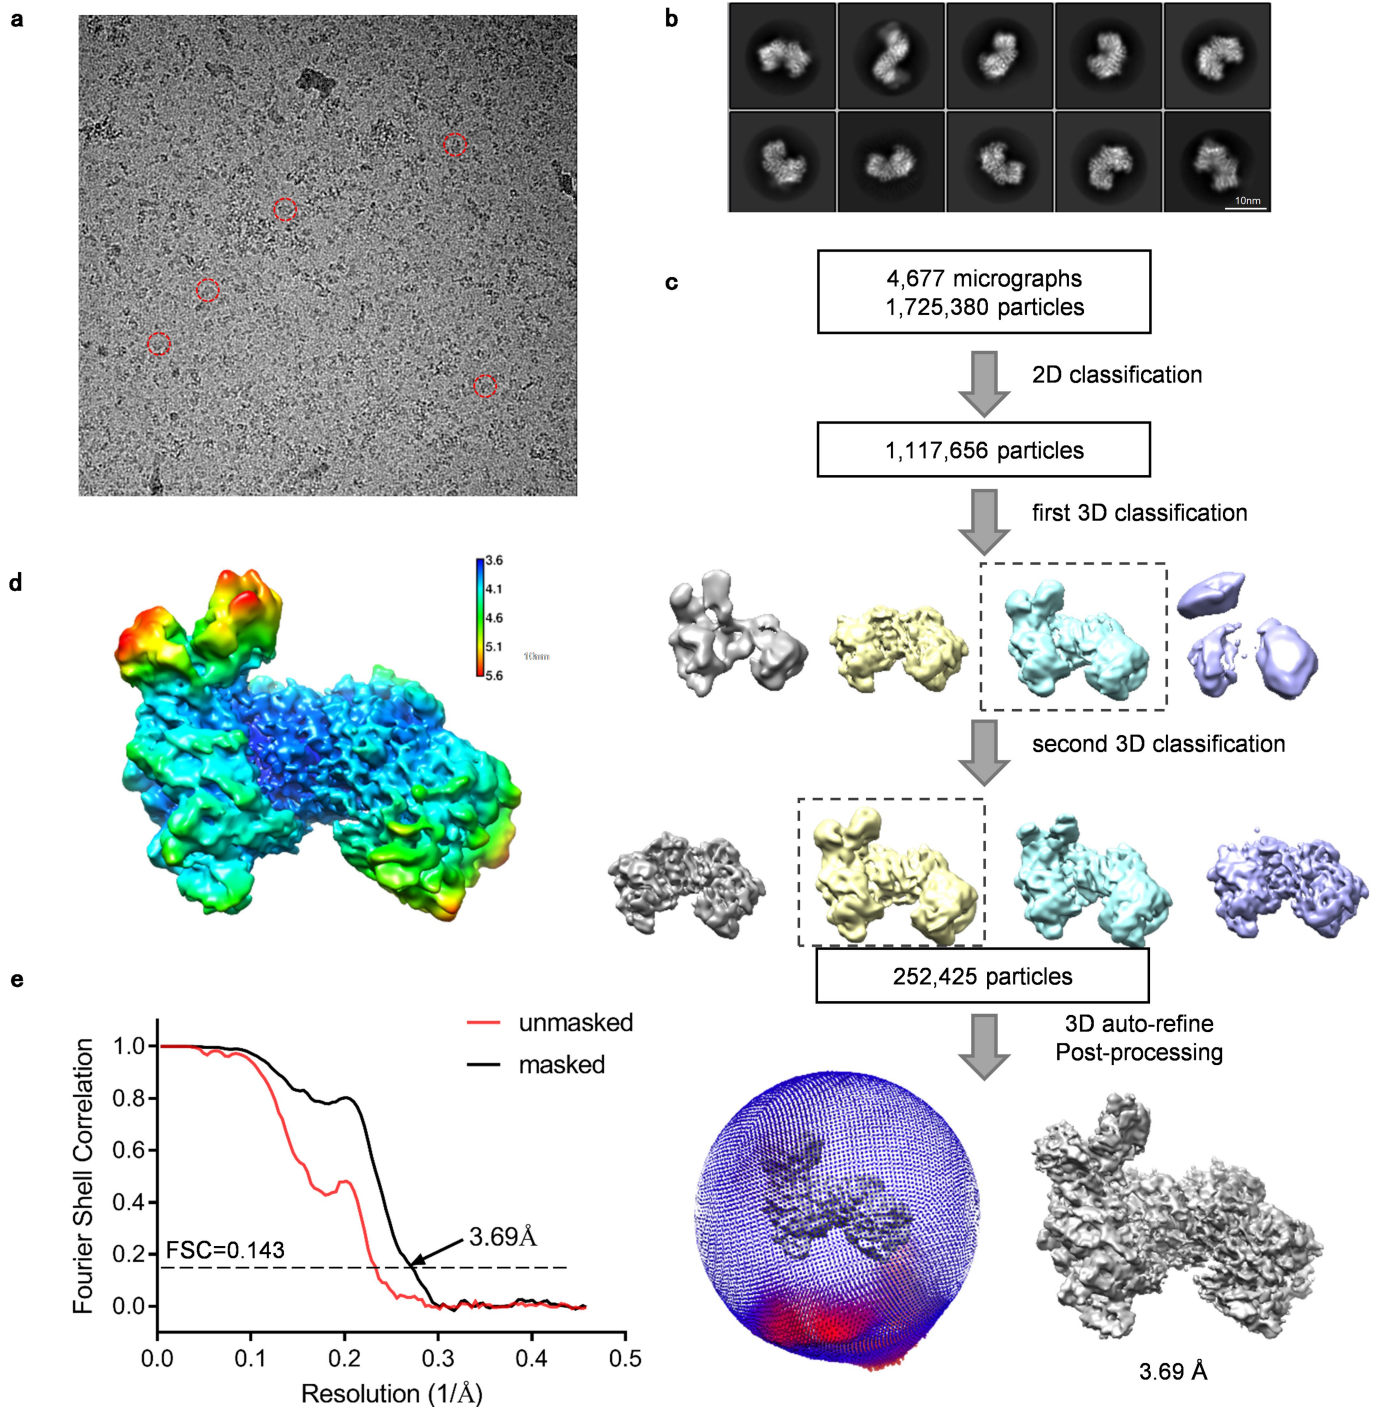 a
b
10nm
c
4,677 micrographs
1,725,380 particles
2D classification
1,117,656 particles
first 3D classification
d
3.6
4.1
4.6
5.1
5.6
10nm
second 3D classification
252,425 particles
3D auto-refine
Post-processing
3.69 Å
e
unmasked
masked
Fourier Shell Correlation
1.0
0.8
0.6
0.4
0.2
0.0
FSC=0.143
3.69Å
0.0 0.1 0.2 0.3 0.4 0.5
Resolution (1/Å)